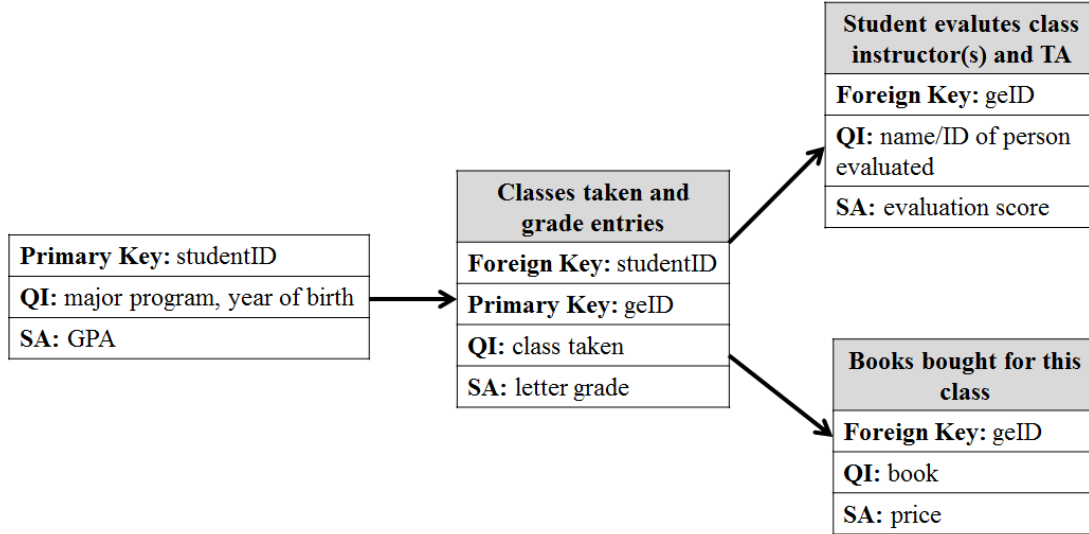 Primary Key: studentID
QI: major program, year of birth
SA: GPA
Classes taken and
grade entries
Foreign Key: studentID
Primary Key: geID
QI: class taken
SA: letter grade
Student evalutes class
instructor(s) and TA
Foreign Key: geID
QI: name/ID of person
evaluated
SA: evaluation score
Books bought for this
class
Foreign Key: geID
QI: book
SA: price